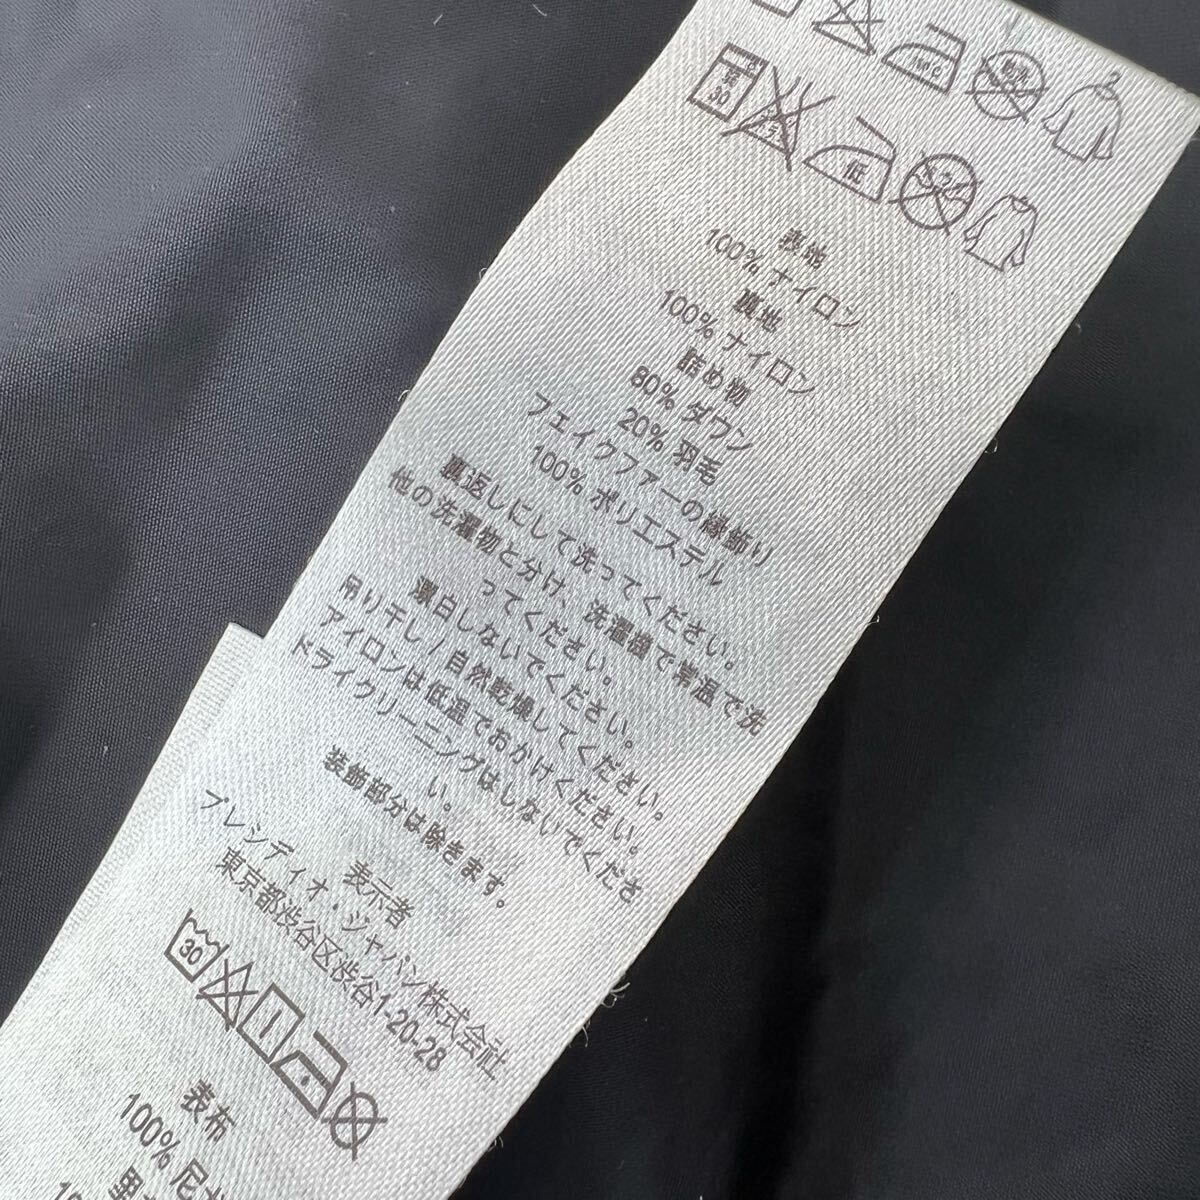 弱
30
エンソ
低
表地
100% ナイロン
裏地
100% ナイロン
詰め物
80% ダウン
20% 羽毛
フェイクファーの縁飾り
100% ポリエステル
裏返しにして洗ってください。
他の洗濯物と分け、洗濯機で常温で洗
ってください。
漂白しないでください。
吊り干し / 自然乾燥してください。
アイロンは低温でおかけください。
ドライクリーニングはしないでくださ
い。
装飾部分は除きます。
表示者
プレシディオ・ジャパン株式会社
東京都渋谷区渋谷1-20-28
30
表布
100% 尼